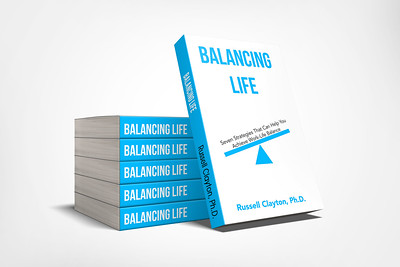 BALANCING
LIFE
Seven Strategies That Can Help You
Achieve Work-Life Balance
Russell Clayton, Ph.D.
BALANCING LIFE
Russell Clayton, Ph.D.
BALANCING LIFE
BALANCING LIFE
BALANCING LIFE
BALANCING LIFE
BALANCING LIFE